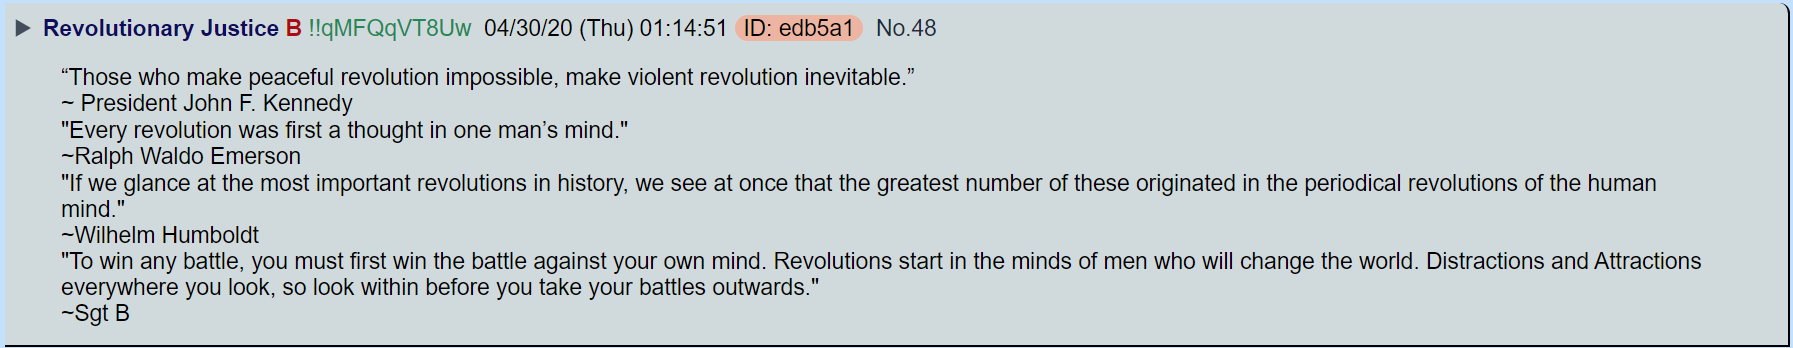 ▶ Revolutionary Justice B !!qMFQqVT8Uw 04/30/20 (Thu) 01:14:51 ID: edb5a1 No.48
“Those who make peaceful revolution impossible, make violent revolution inevitable.”
~ President John F. Kennedy
"Every revolution was first a thought in one man’s mind."
~Ralph Waldo Emerson
"If we glance at the most important revolutions in history, we see at once that the greatest number of these originated in the periodical revolutions of the human
mind."
~Wilhelm Humboldt
"To win any battle, you must first win the battle against your own mind. Revolutions start in the minds of men who will change the world. Distractions and Attractions
everywhere you look, so look within before you take your battles outwards."
~Sgt B